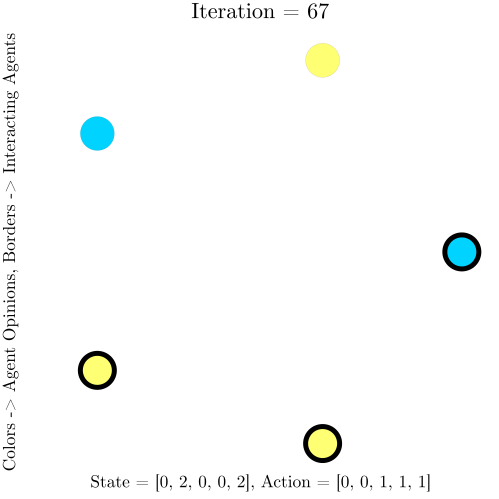 Iteration = 67
Colors -> Agent Opinions, Borders -> Interacting Agents
State = [0, 2, 0, 0, 2], Action = [0, 0, 1, 1, 1]